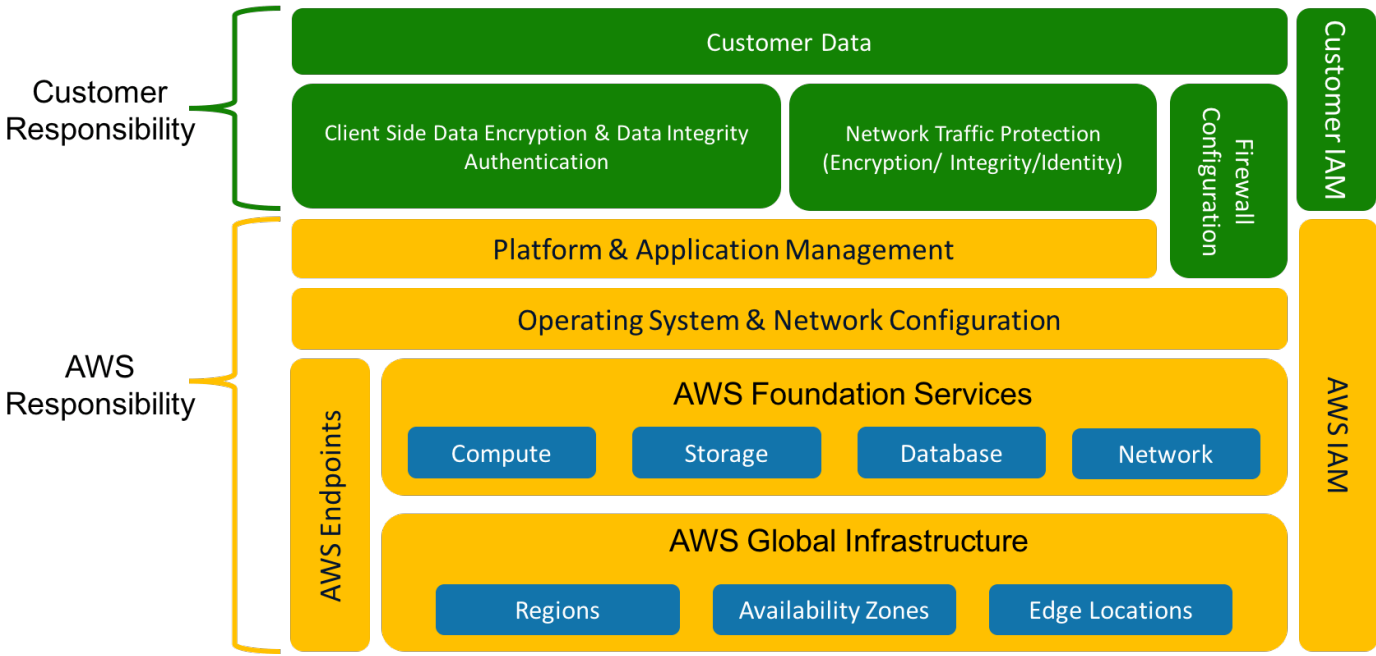 Customer
Responsibility
Customer Data
Customer IAM
Client Side Data Encryption & Data Integrity
Authentication
Network Traffic Protection
(Encryption/ Integrity/Identity)
Firewall
Configuration
AWS
Responsibility
Platform & Application Management
Operating System & Network Configuration
AWS Endpoints
AWS Foundation Services
Compute
Storage
Database
Network
AWS Global Infrastructure
Regions
Availability Zones
Edge Locations
AWS IAM